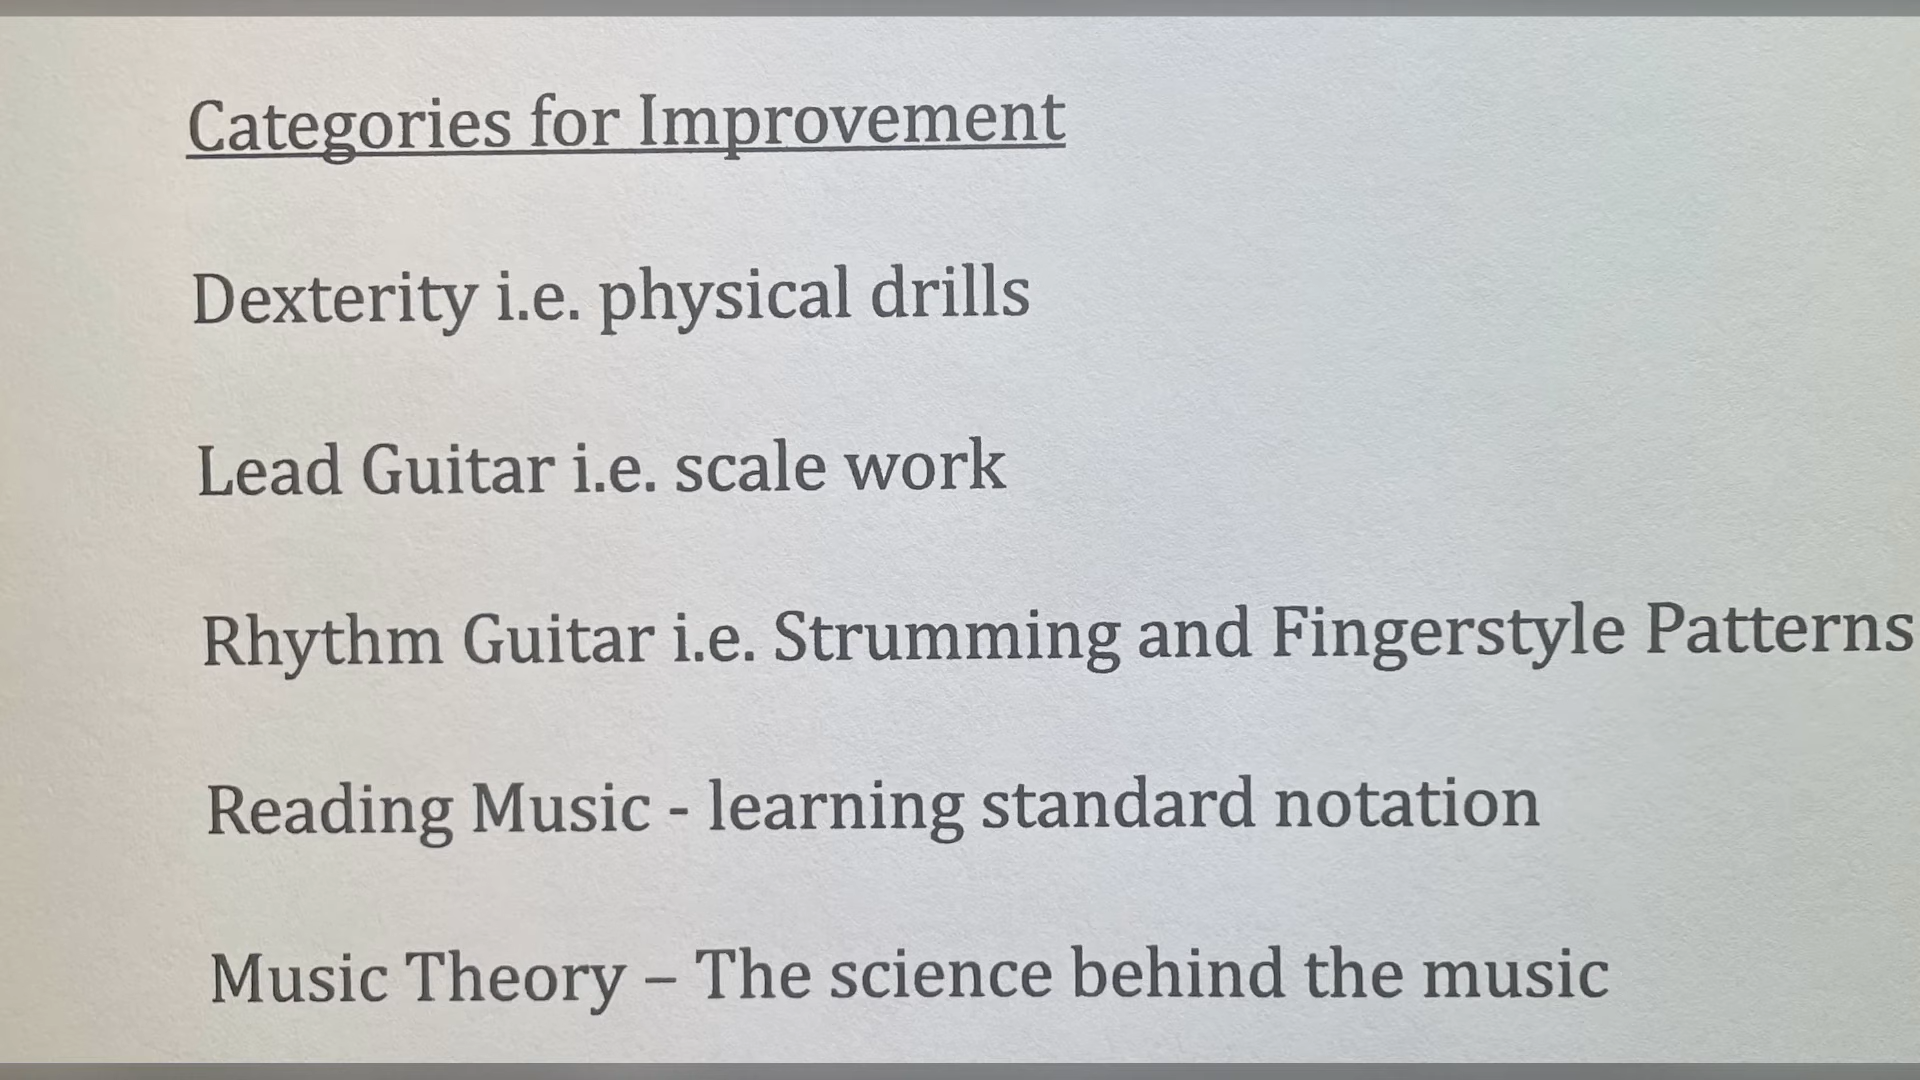 Categories for Improvement
Dexterity i.e. physical drills
Lead Guitar i.e. scale work
Rhythm Guitar i.e. Strumming and Fingerstyle Patterns
Reading Music - learning standard notation
Music Theory – The science behind the music